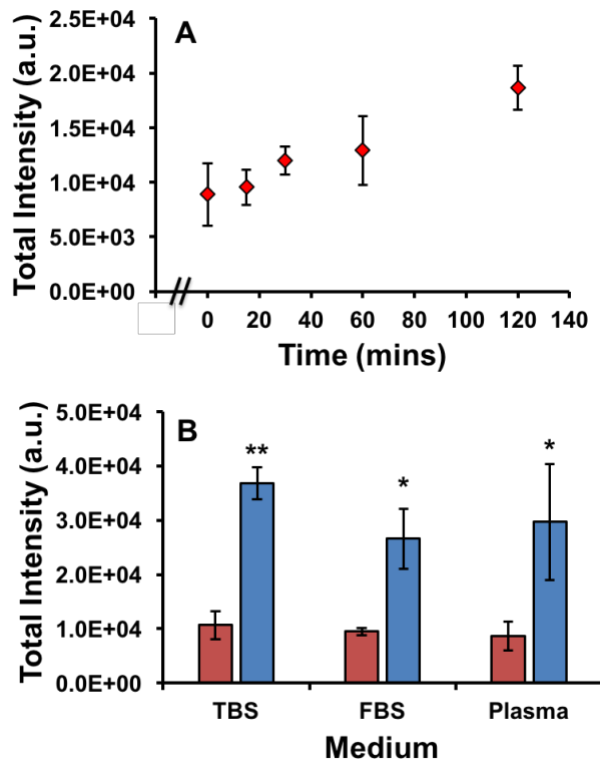 A
Total Intensity (a.u.)
2.5E+04
2.0E+04
1.5E+04
1.0E+04
5.0E+03
0.0E+00
0 20 40 60 80 100 120 140
Time (mins)
B
Total Intensity (a.u.)
5.0E+04
4.0E+04
3.0E+04
2.0E+04
1.0E+04
0.0E+00
** * *
TBS FBS Plasma
Medium